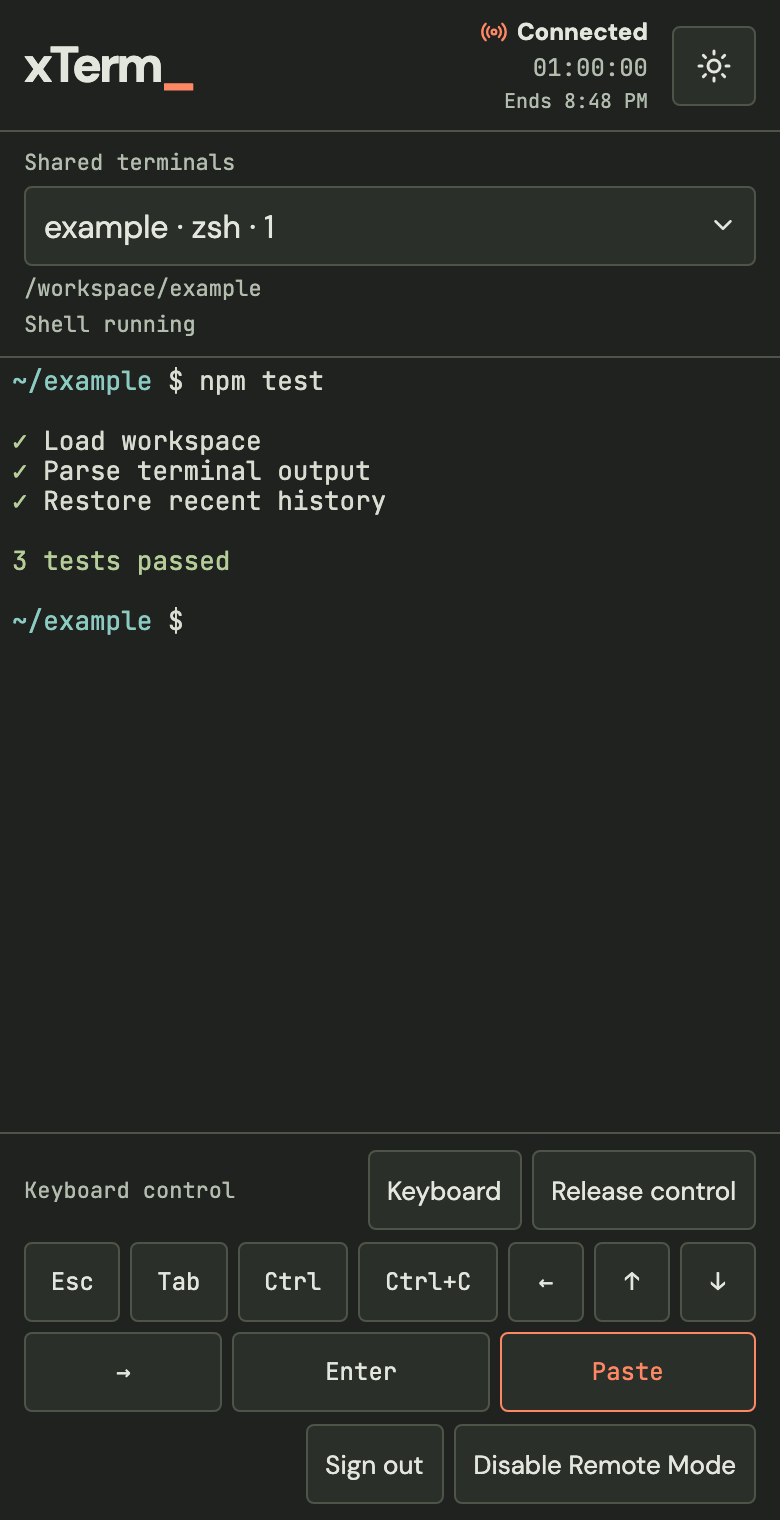 xTerm_
Connected
01:00:00
Ends 8:48 PM
Shared terminals
example · zsh · 1
/workspace/example
Shell running
~/example $ npm test
✓ Load workspace
✓ Parse terminal output
✓ Restore recent history
3 tests passed
~/example $
Keyboard control
Keyboard
Release control
Esc Tab Ctrl Ctrl+C ← ↑ ↓
→ Enter Paste
Sign out Disable Remote Mode